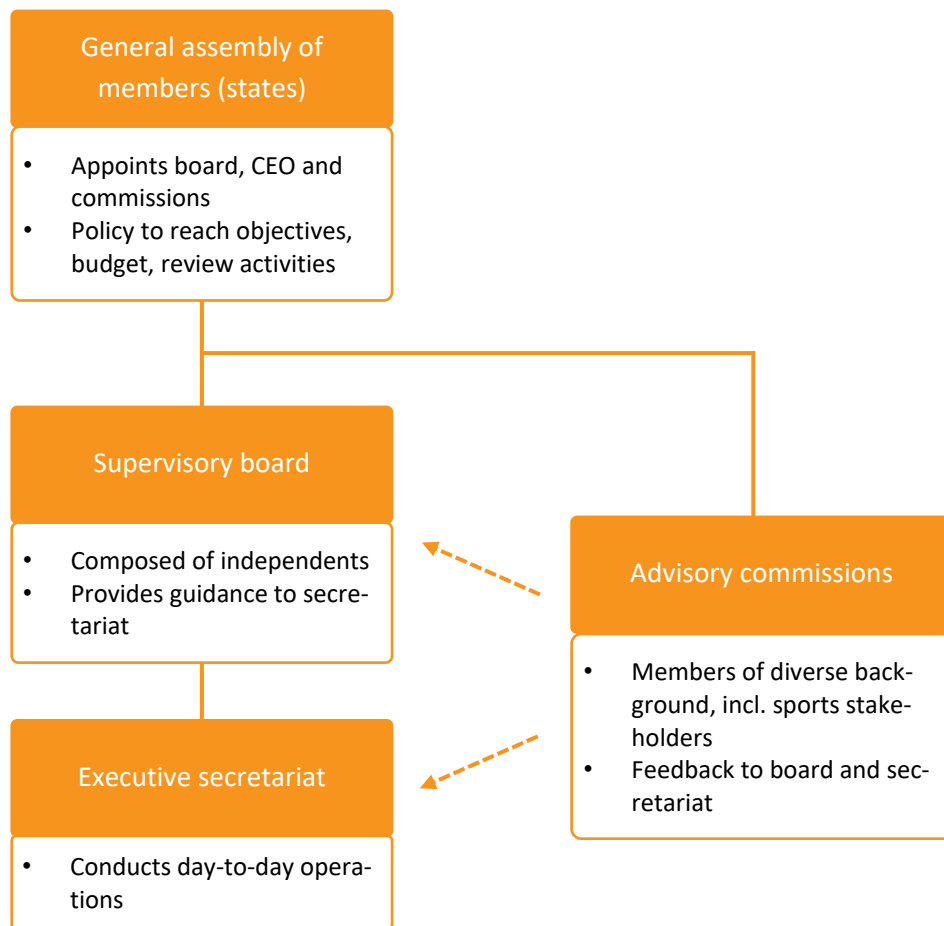 General assembly of
members (states)
• Appoints board, CEO and
commissions
• Policy to reach objectives,
budget, review activities
Supervisory board
• Composed of independents
• Provides guidance to secre-
tariat
Advisory commissions
• Members of diverse back-
ground, incl. sports stake-
holders
• Feedback to board and sec-
retariat
Executive secretariat
• Conducts day-to-day opera-
tions